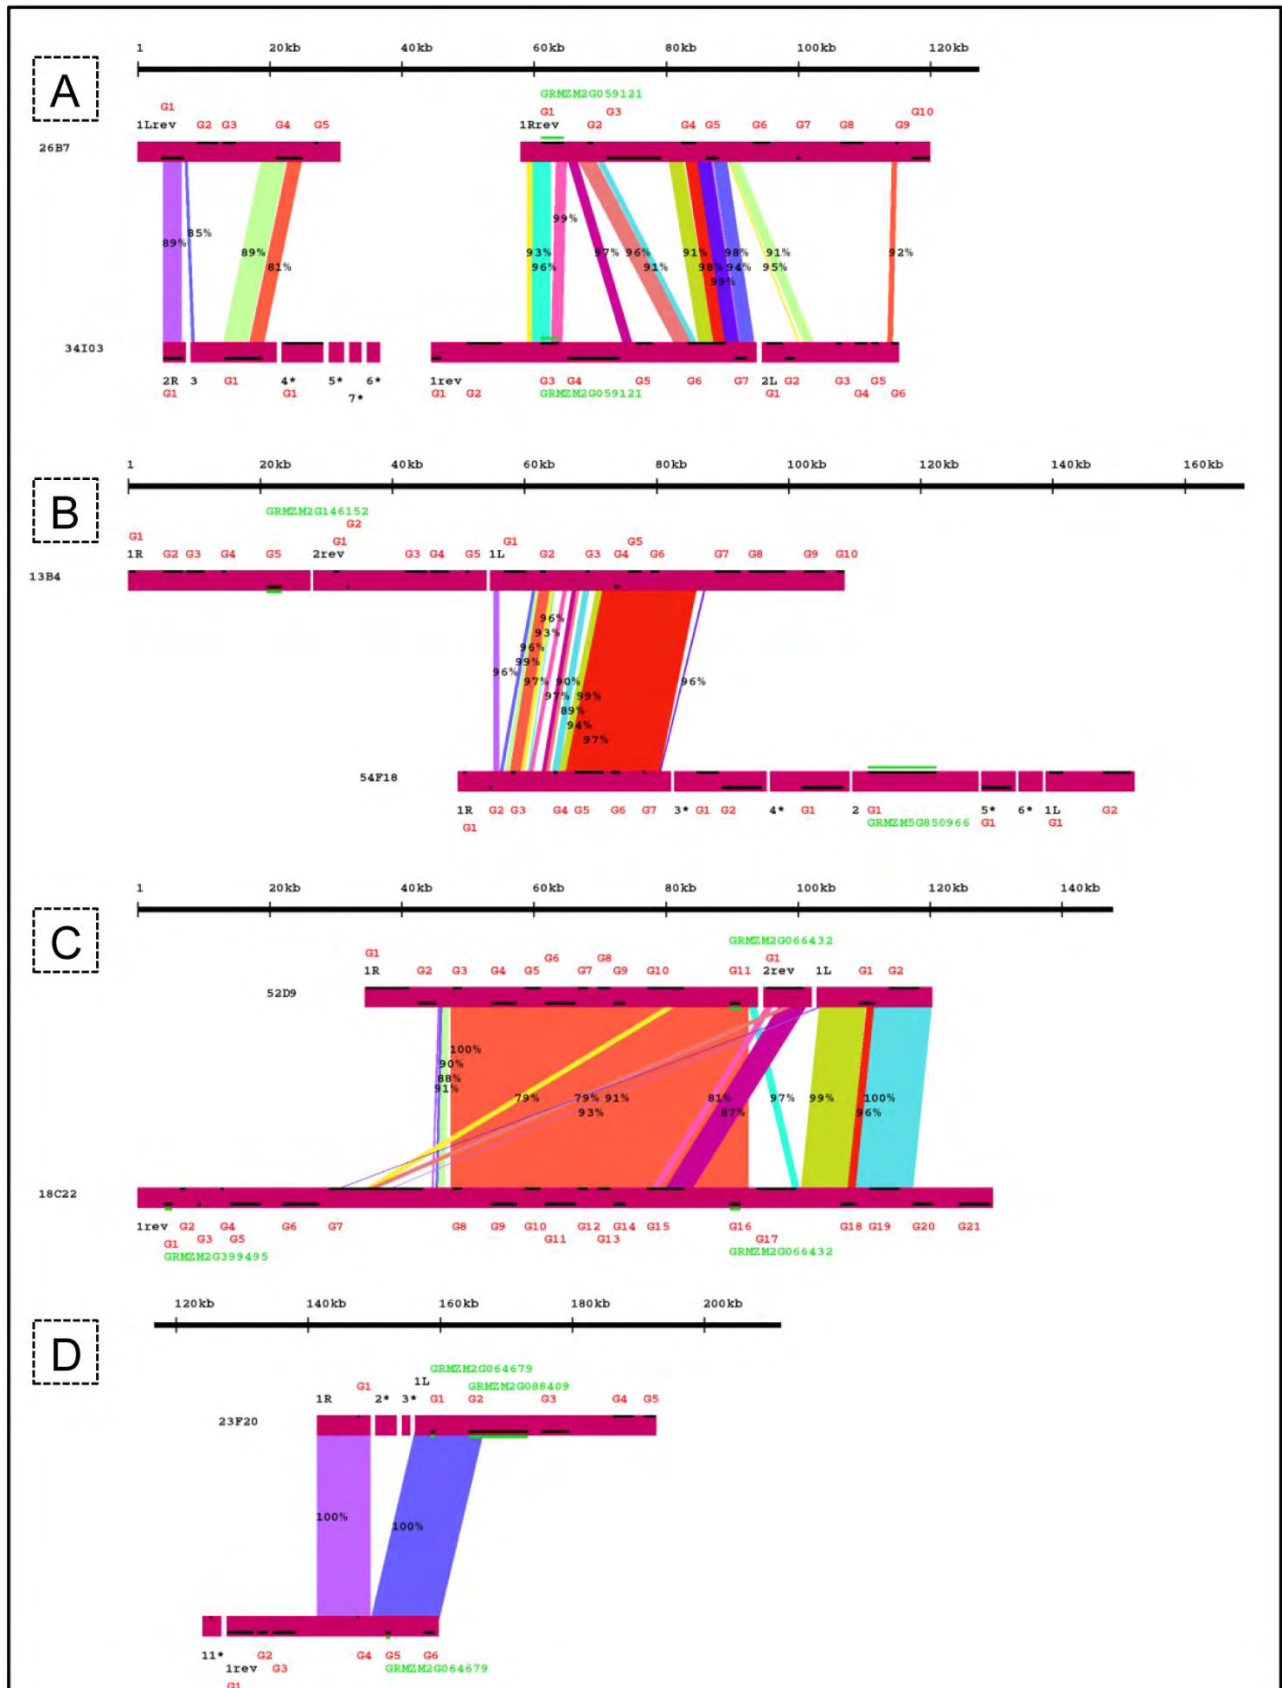 1 20kb 40kb 60kb 80kb 100kb 120kb
A
GRMZM2G059121
G1 G1 G3 G10
1Lrev G2 G3 G4 G5 1Rrev G2 G4 G5 G6 G7 G8 G9
26B7
99%
85%
89% 89% 93% 97% 96% 91% 98% 91% 92%
81% 96% 91% 98% 94% 95%
99%
34I03
2R 3 G1 4* 5* 6* 1rev G3 G4 G5 G6 G7 2L G2 G3 G5
G1 G1 7* G1 G2 GRMZM2G059121 G1 G4 G6
1 20kb 40kb 60kb 80kb 100kb 120kb 140kb 160kb
B
GRMZM2G146152
G2
G1 G1 G1 G5
1R G2 G3 G4 G5 2rev G3 G4 G5 1L G2 G3 G4 G6 G7 G8 G9 G10
13B4
96%
93%
96%
99%
96% 97% 90% 96%
97% 99%
89%
94%
97%
54F18
1R G2 G3 G4 G5 G6 G7 3* G1 G2 4* G1 2 G1 5* 6* 1L G2
G1 GRMZM5G850966 G1 G1
1 20kb 40kb 60kb 80kb 100kb 120kb 140kb
C
GRMZM2G066432
G1 G6 G8 G1
1R G2 G3 G4 G5 G7 G9 G10 G11 2rev 1L G1 G2
52D9
100%
90%
88%
91%
79% 79% 91% 81% 97% 99% 100%
93% 87% 96%
18C22
1rev G2 G4 G6 G7 G8 G9 G10 G12 G14 G15 G16 G18 G19 G20 G21
G1 G3 G5 G11 G13 G17
GRMZM2G399495 GRMZM2G066432
120kb 140kb 160kb 180kb 200kb
D
GRMZM2G064679
1L
G1 GRMZM2G088409
1R 2* 3* G1 G2 G3 G4 G5
23F20
100% 100%
11* G2 G4 G5 G6
1rev G3 GRMZM2G064679
G1